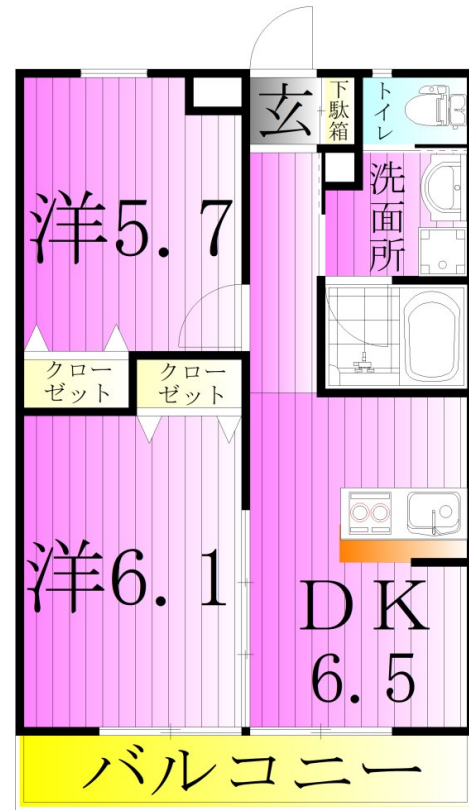 玄
下駄箱
トイレ
洋5.7
洗面所
クロー
ゼット
クロー
ゼット
洋6.1
DK
6.5
バルコニー